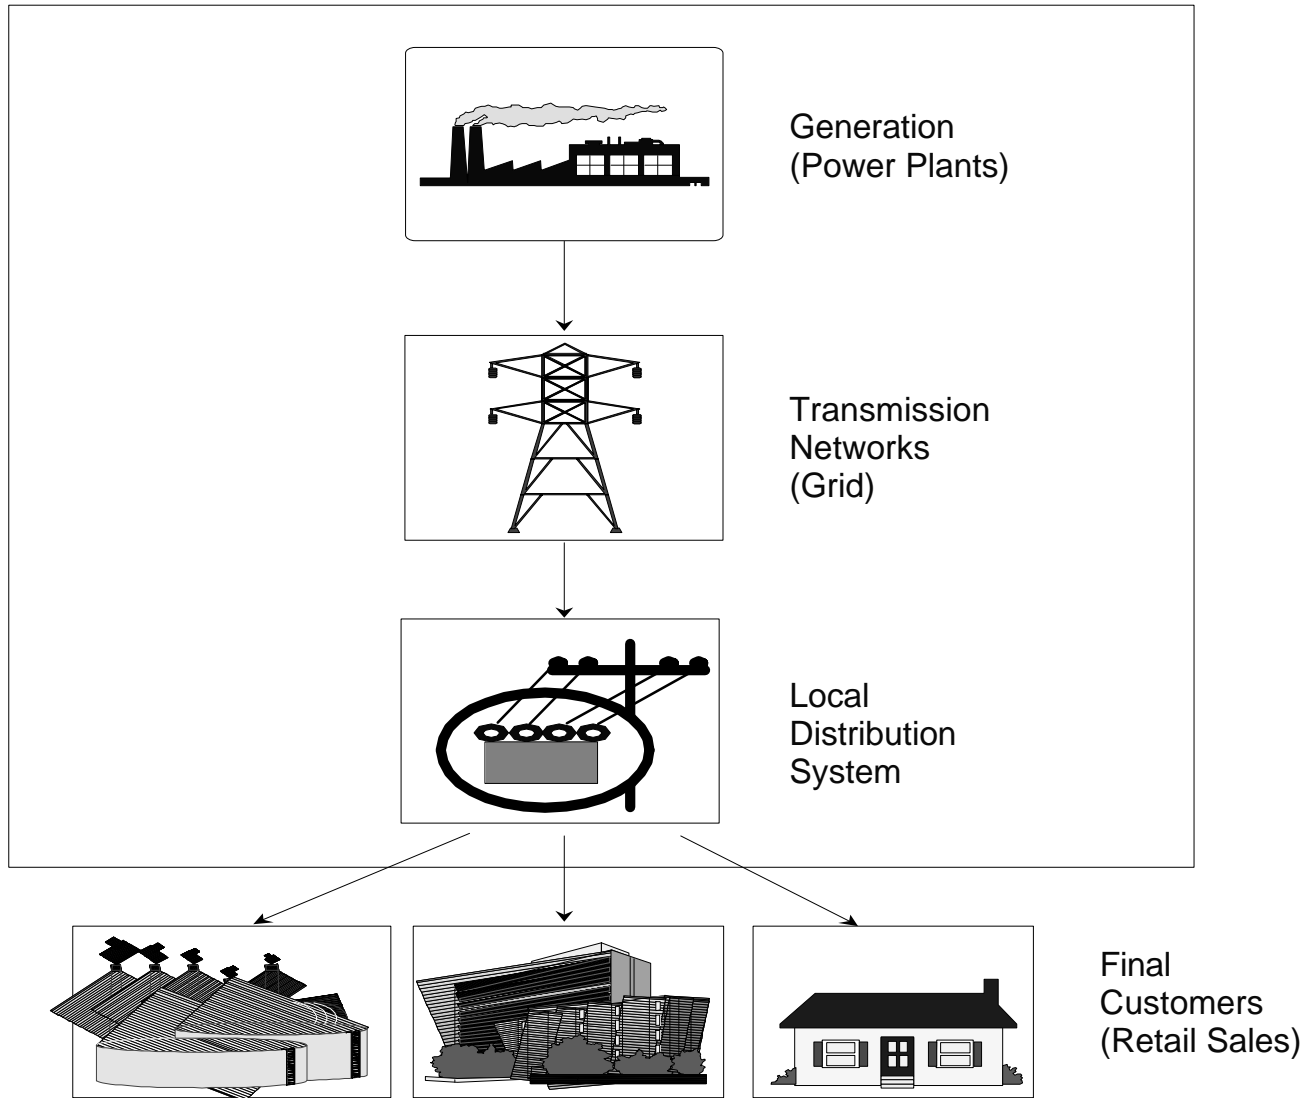 Generation
(Power Plants)
Transmission
Networks
(Grid)
Local
Distribution
System
Final
Customers
(Retail Sales)